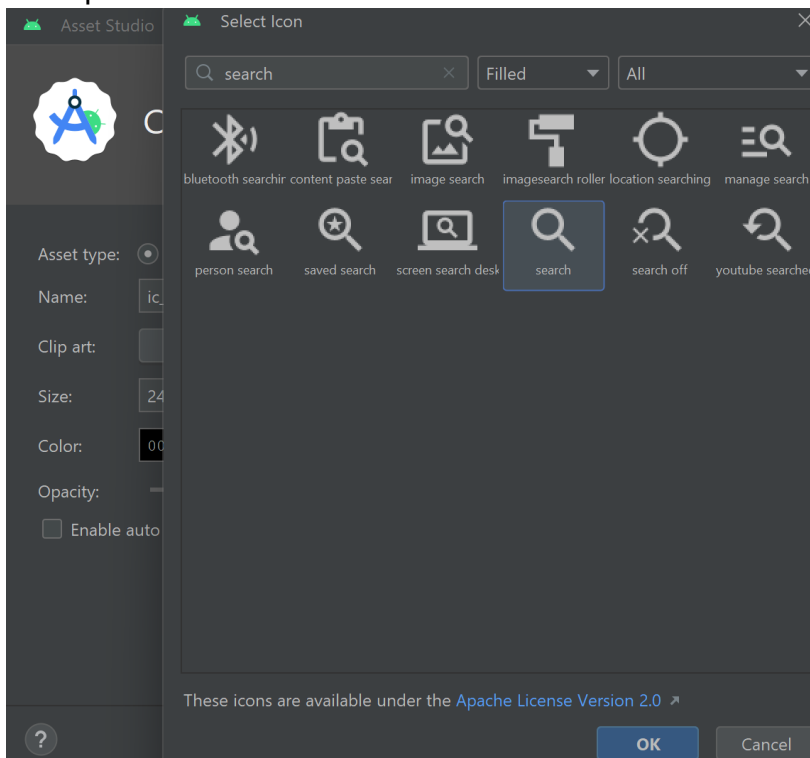 Asset Studio
Select Icon
search
Filled
All
C
bluetooth searchin
content paste sear
image search
imagesearch roller
location searching
manage search
person search
saved search
screen search desk
search
search off
youtube searche
Asset type:
Name:
ic_
Clip art:
Size:
24
Color:
00
Opacity:
Enable auto
These icons are available under the Apache License Version 2.0
?
OK
Cancel